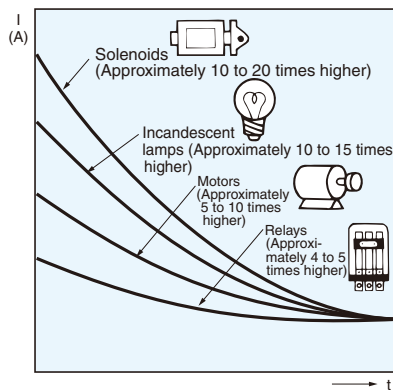 I
(A)
Solenoids
(Approximately 10 to 20 times higher)
Incandescent
lamps (Approximately 10 to 15 times
higher)
Motors
(Approximately
5 to 10 times
higher)
Relays
(Approxi-
mately 4 to 5
times higher)
t